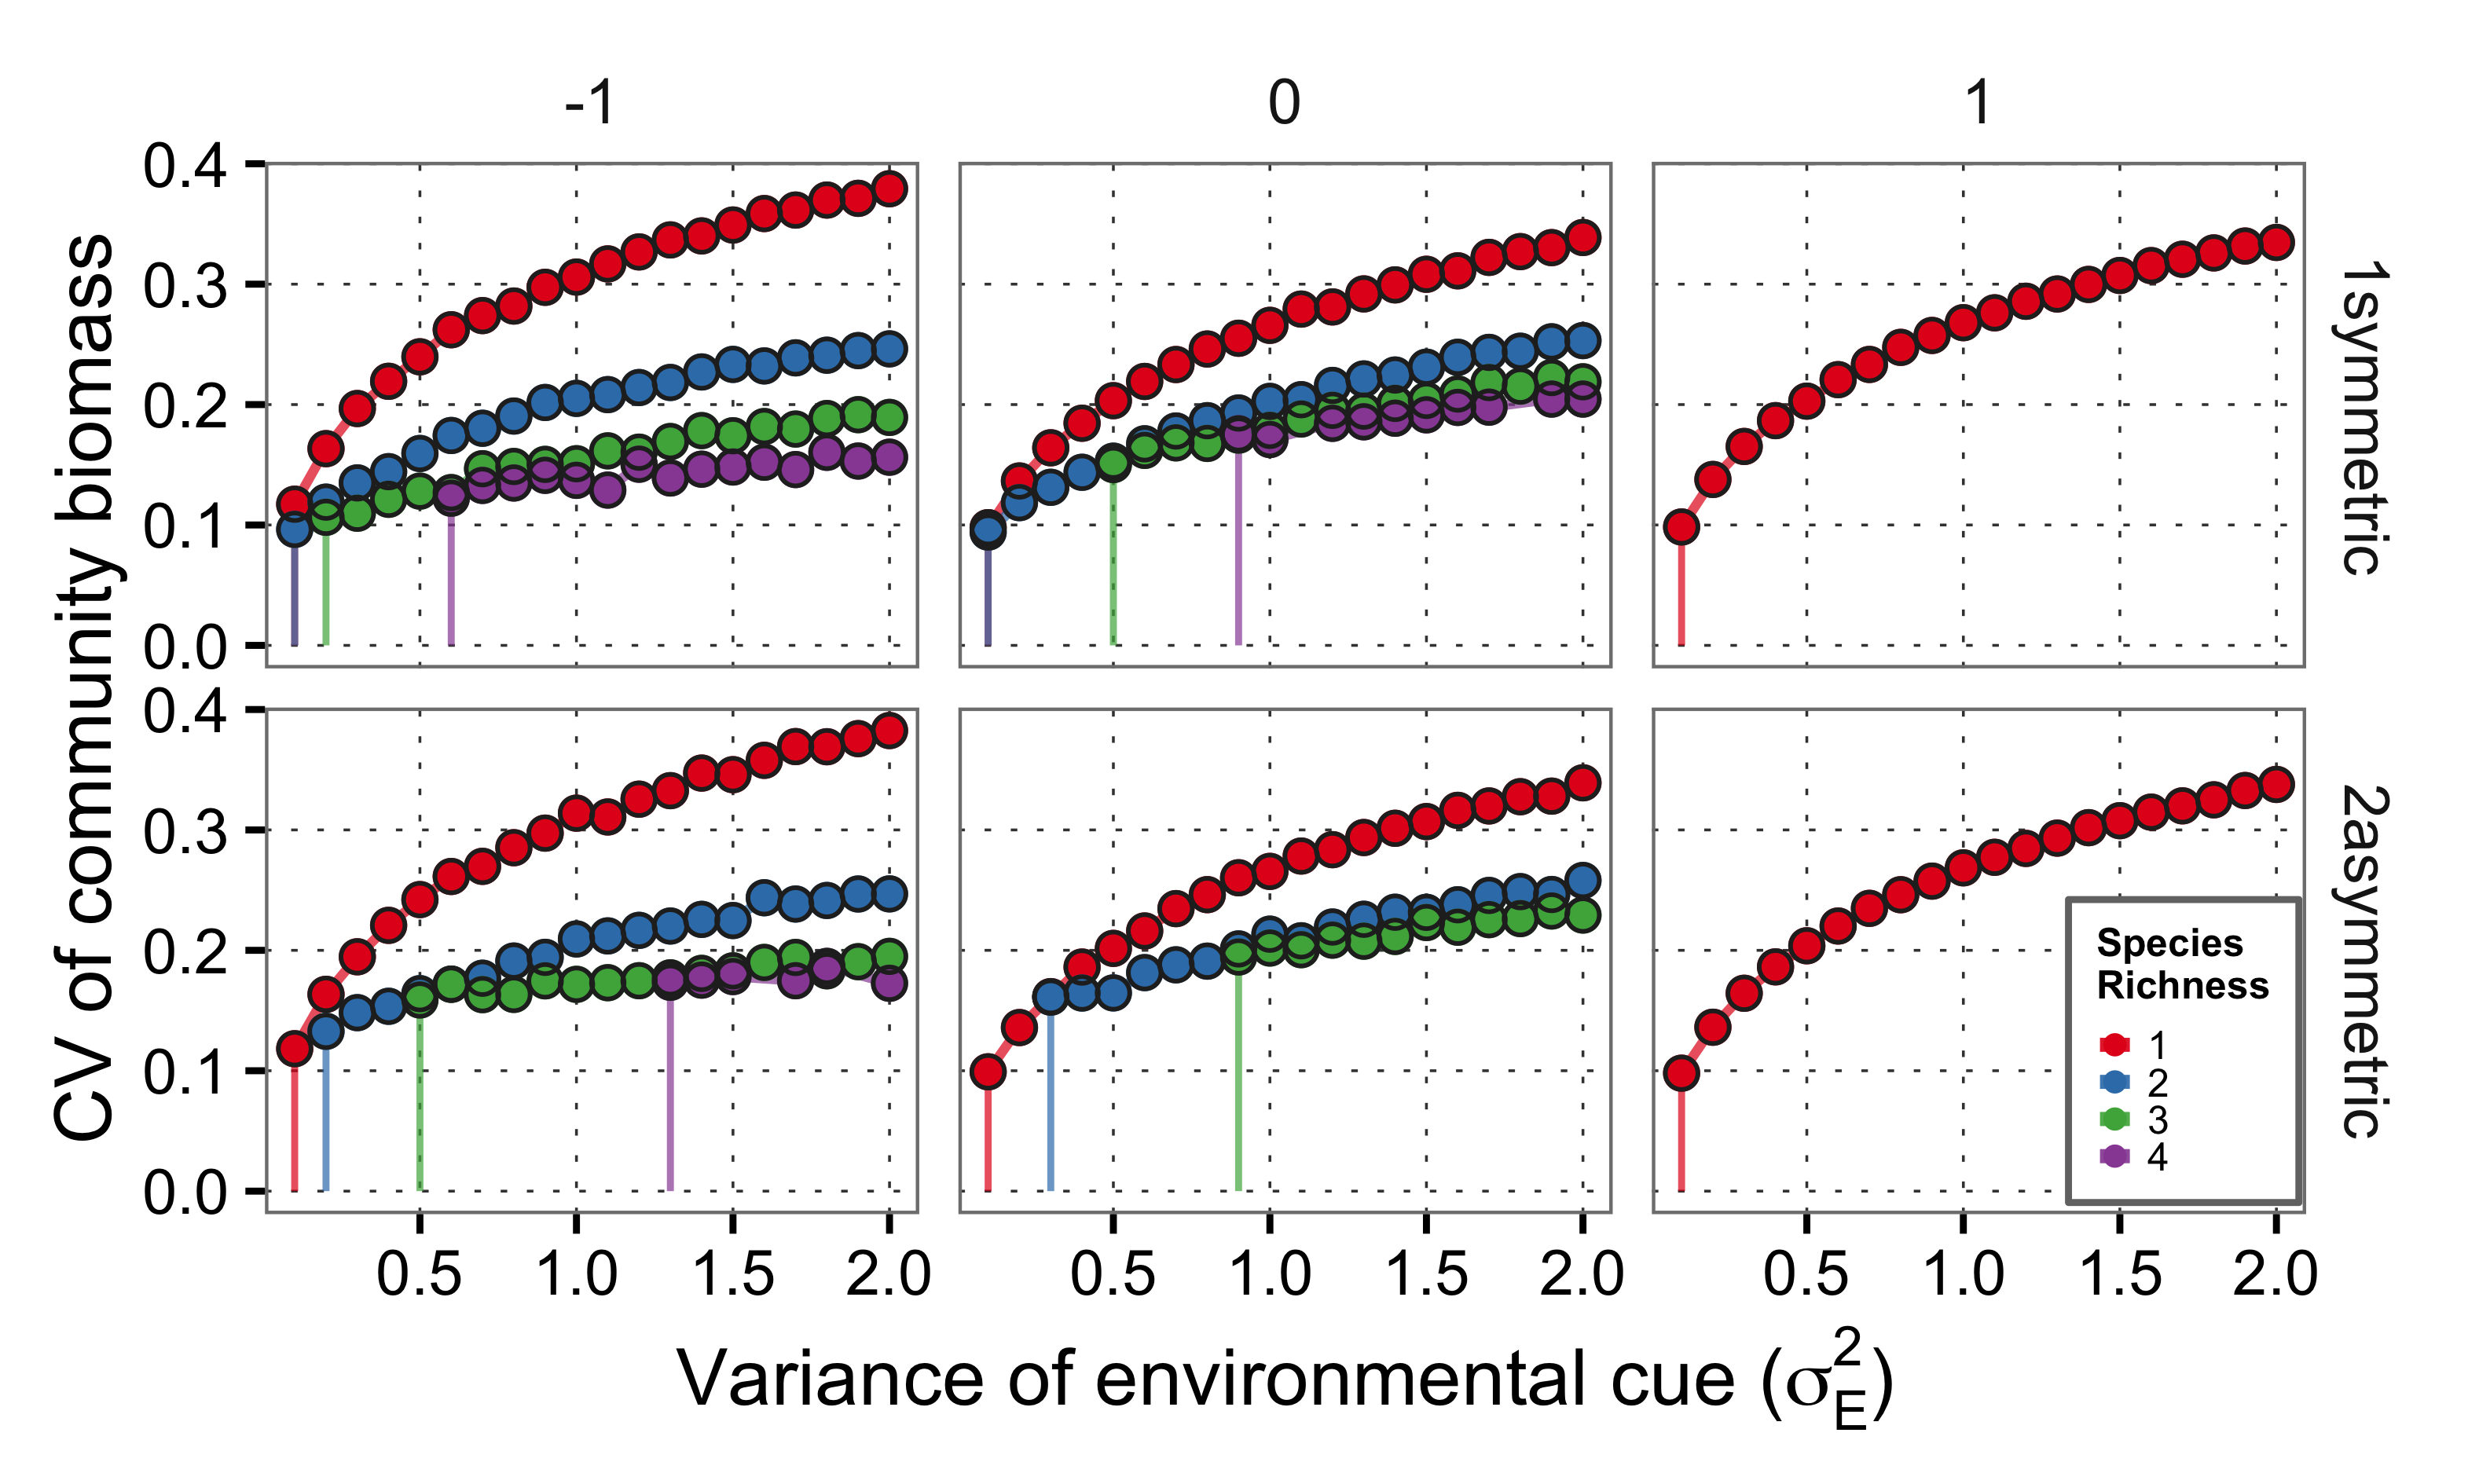 -1 0 1
CV of community biomass
0.4
0.3
0.2
0.1
0.0
1symmetric
0.4
0.3
0.2
0.1
0.0
2asymmetric
Species
Richness
1
2
3
4
0.5 1.0 1.5 2.0 0.5 1.0 1.5 2.0 0.5 1.0 1.5 2.0
Variance of environmental cue (σ²E)